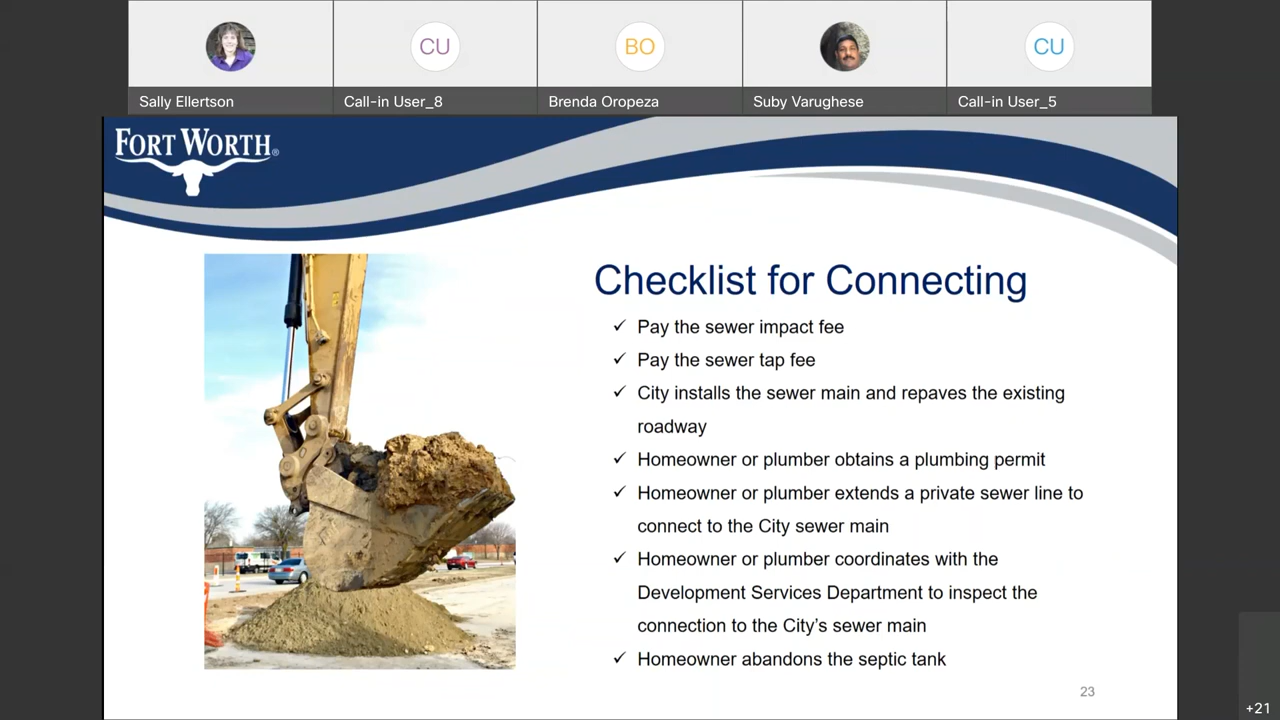 CU
BO
CU
Sally Ellertson
Call-in User_8
Brenda Oropeza
Suby Varughese
Call-in User_5
FORT WORTH®
Checklist for Connecting
✓ Pay the sewer impact fee
✓ Pay the sewer tap fee
✓ City installs the sewer main and repaves the existing
roadway
✓ Homeowner or plumber obtains a plumbing permit
✓ Homeowner or plumber extends a private sewer line to
connect to the City sewer main
✓ Homeowner or plumber coordinates with the
Development Services Department to inspect the
connection to the City's sewer main
✓ Homeowner abandons the septic tank
23
+21